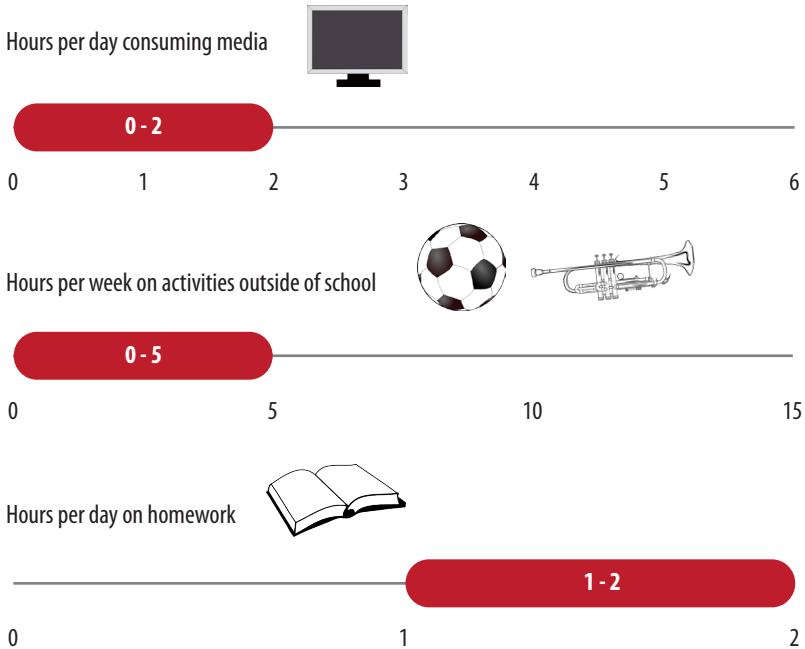 Hours per day consuming media
0 - 2
0 1 2 3 4 5 6
Hours per week on activities outside of school
0 - 5
0 5 10 15
Hours per day on homework
1 - 2
0 1 2